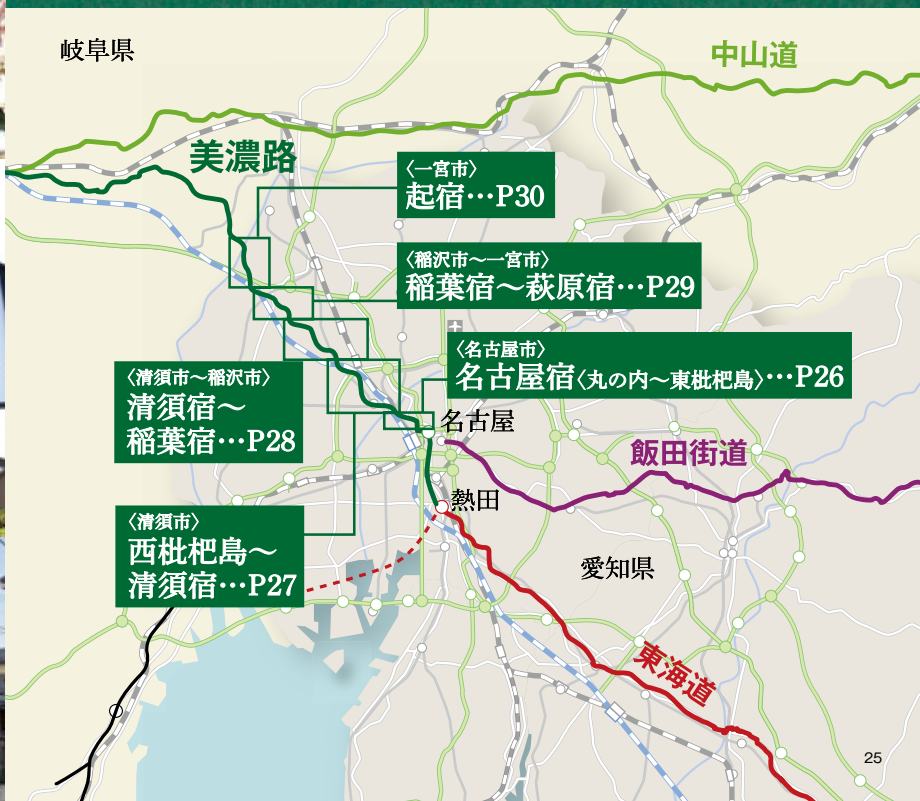 岐阜県
中山道
美濃路
〈一宮市〉
起宿…P30
〈稲沢市〜一宮市〉
稲葉宿〜萩原宿…P29
〈名古屋市〉
名古屋宿〈丸の内〜東枇杷島〉…P26
〈清須市〜稲沢市〉
清須宿〜
稲葉宿…P28
名古屋
飯田街道
熱田
〈清須市〉
西枇杷島〜
清須宿…P27
愛知県
東海道
25